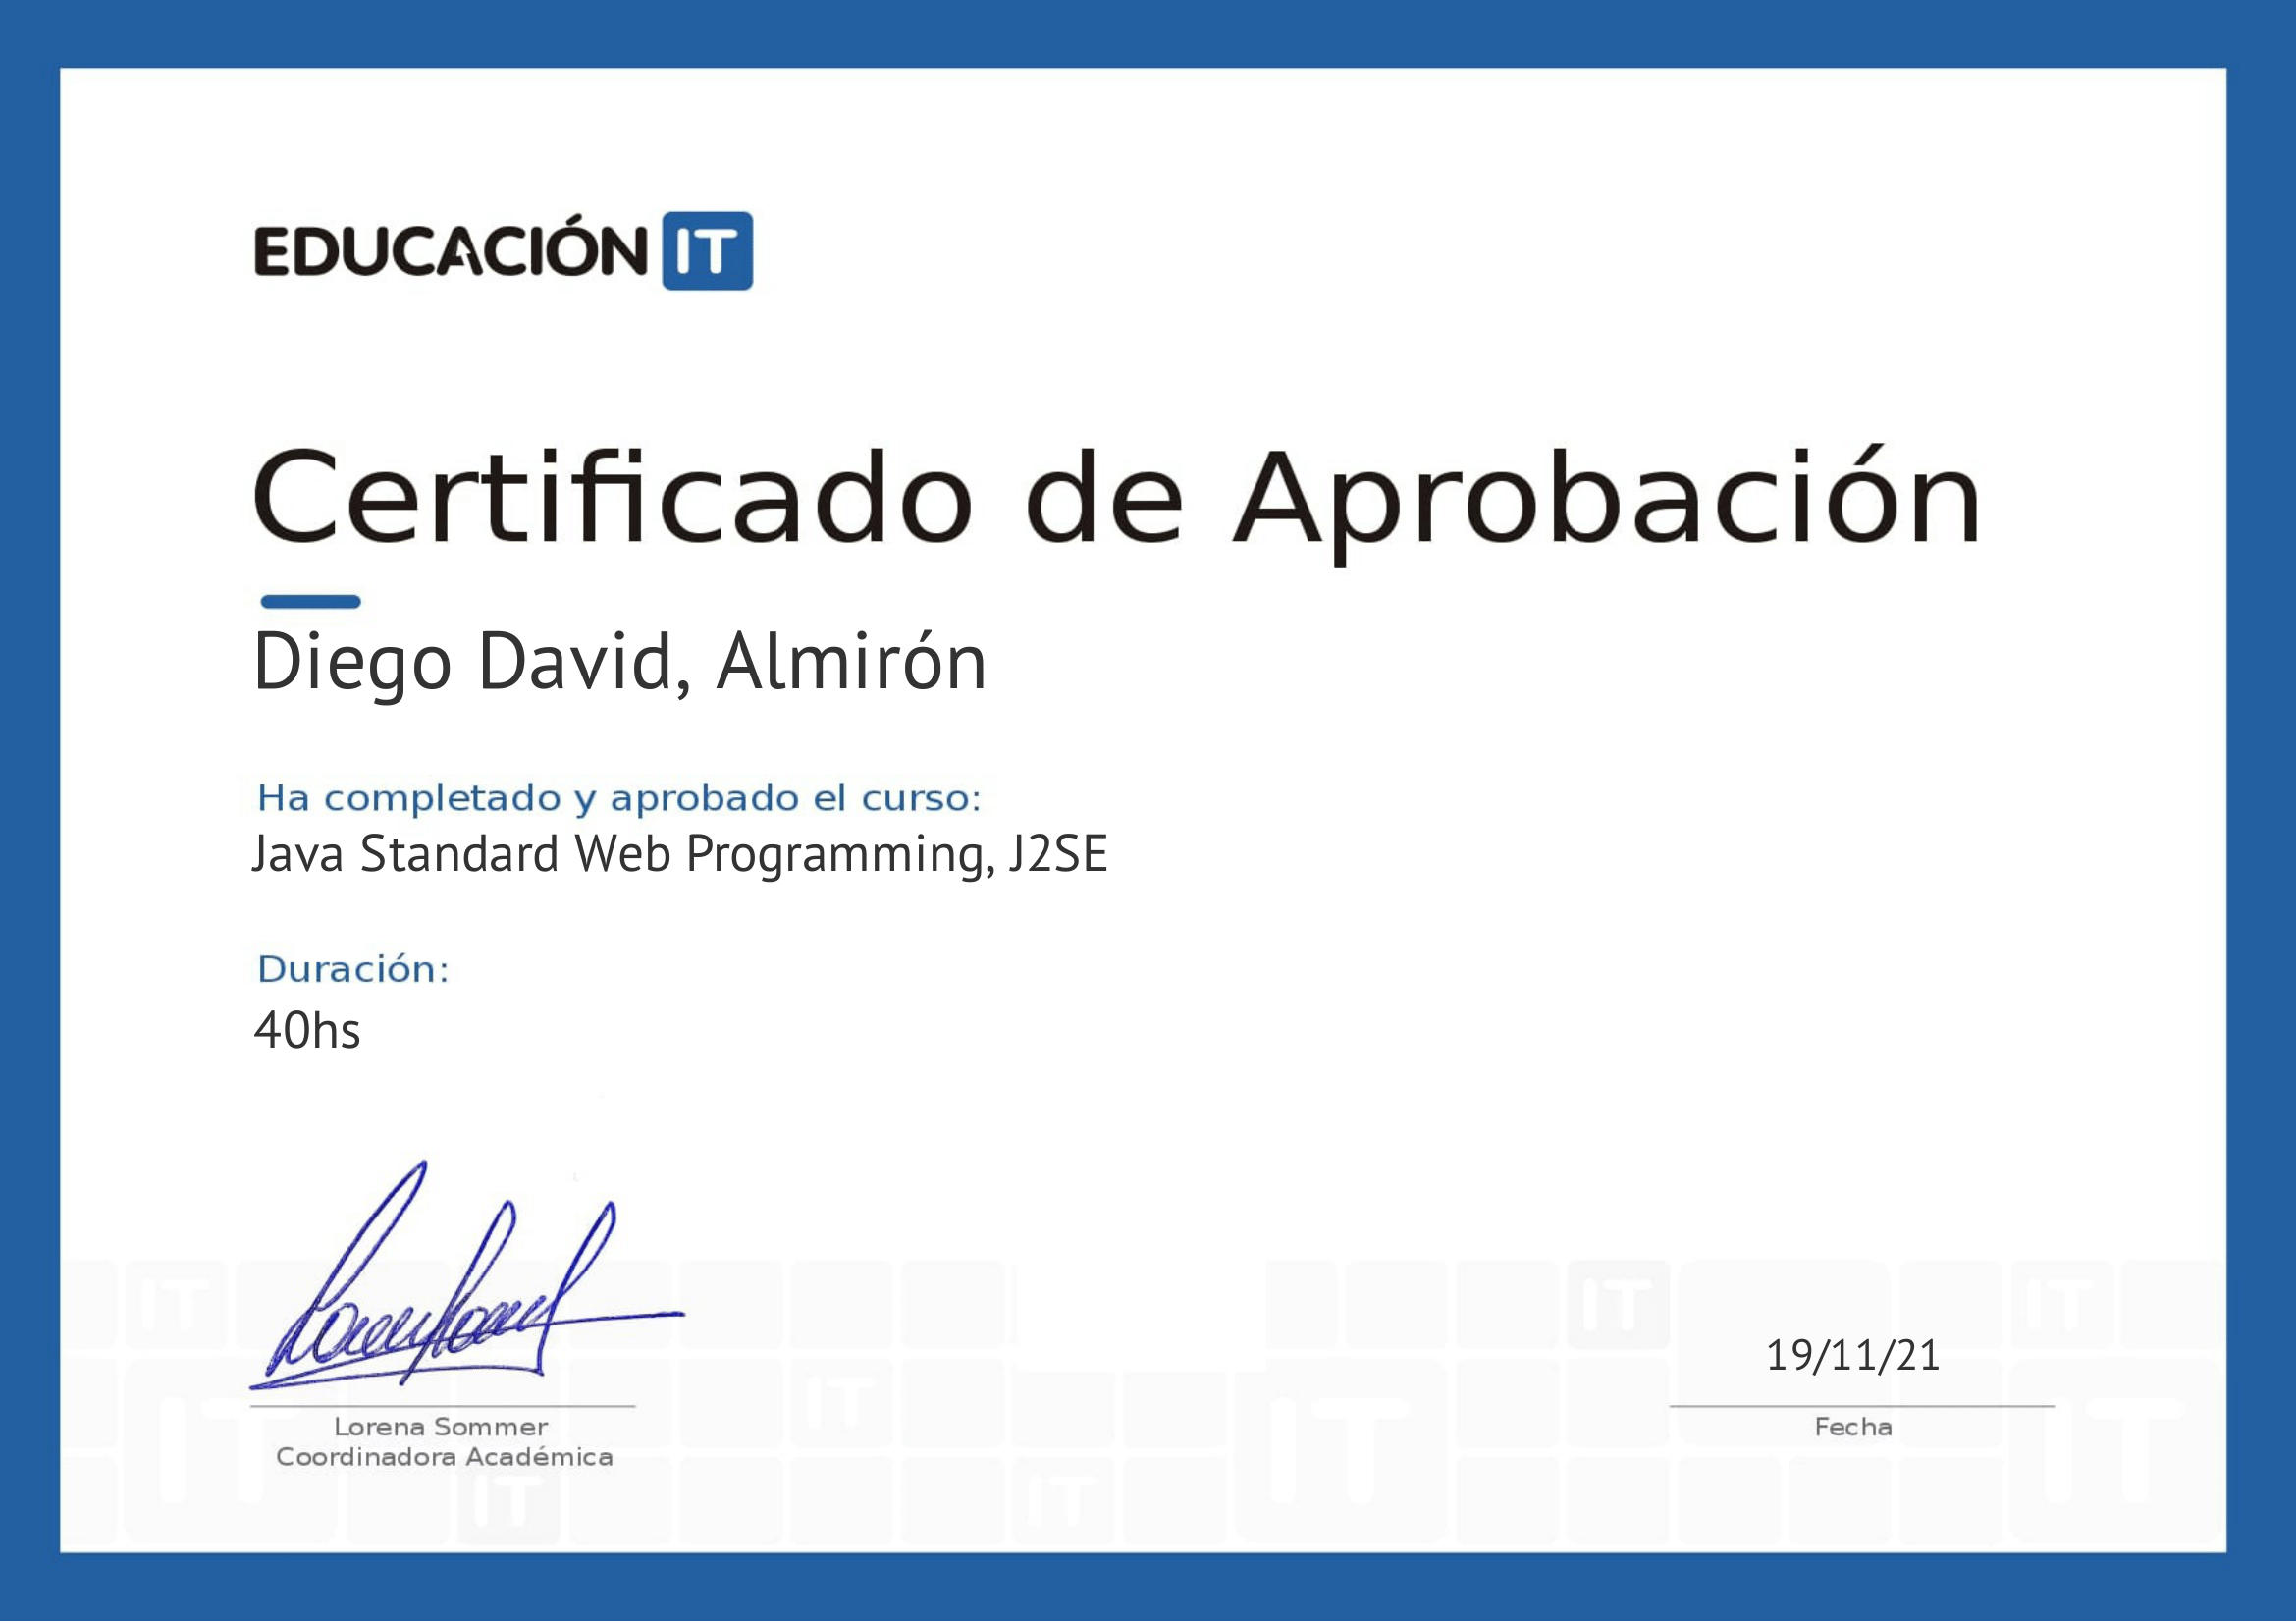 EDUCACIÓN IT
Certificado de Aprobación
Diego David, Almirón
Ha completado y aprobado el curso:
Java Standard Web Programming, J2SE
Duración:
40hs
19/11/21
Lorena Sommer
Fecha
Coordinadora Académica